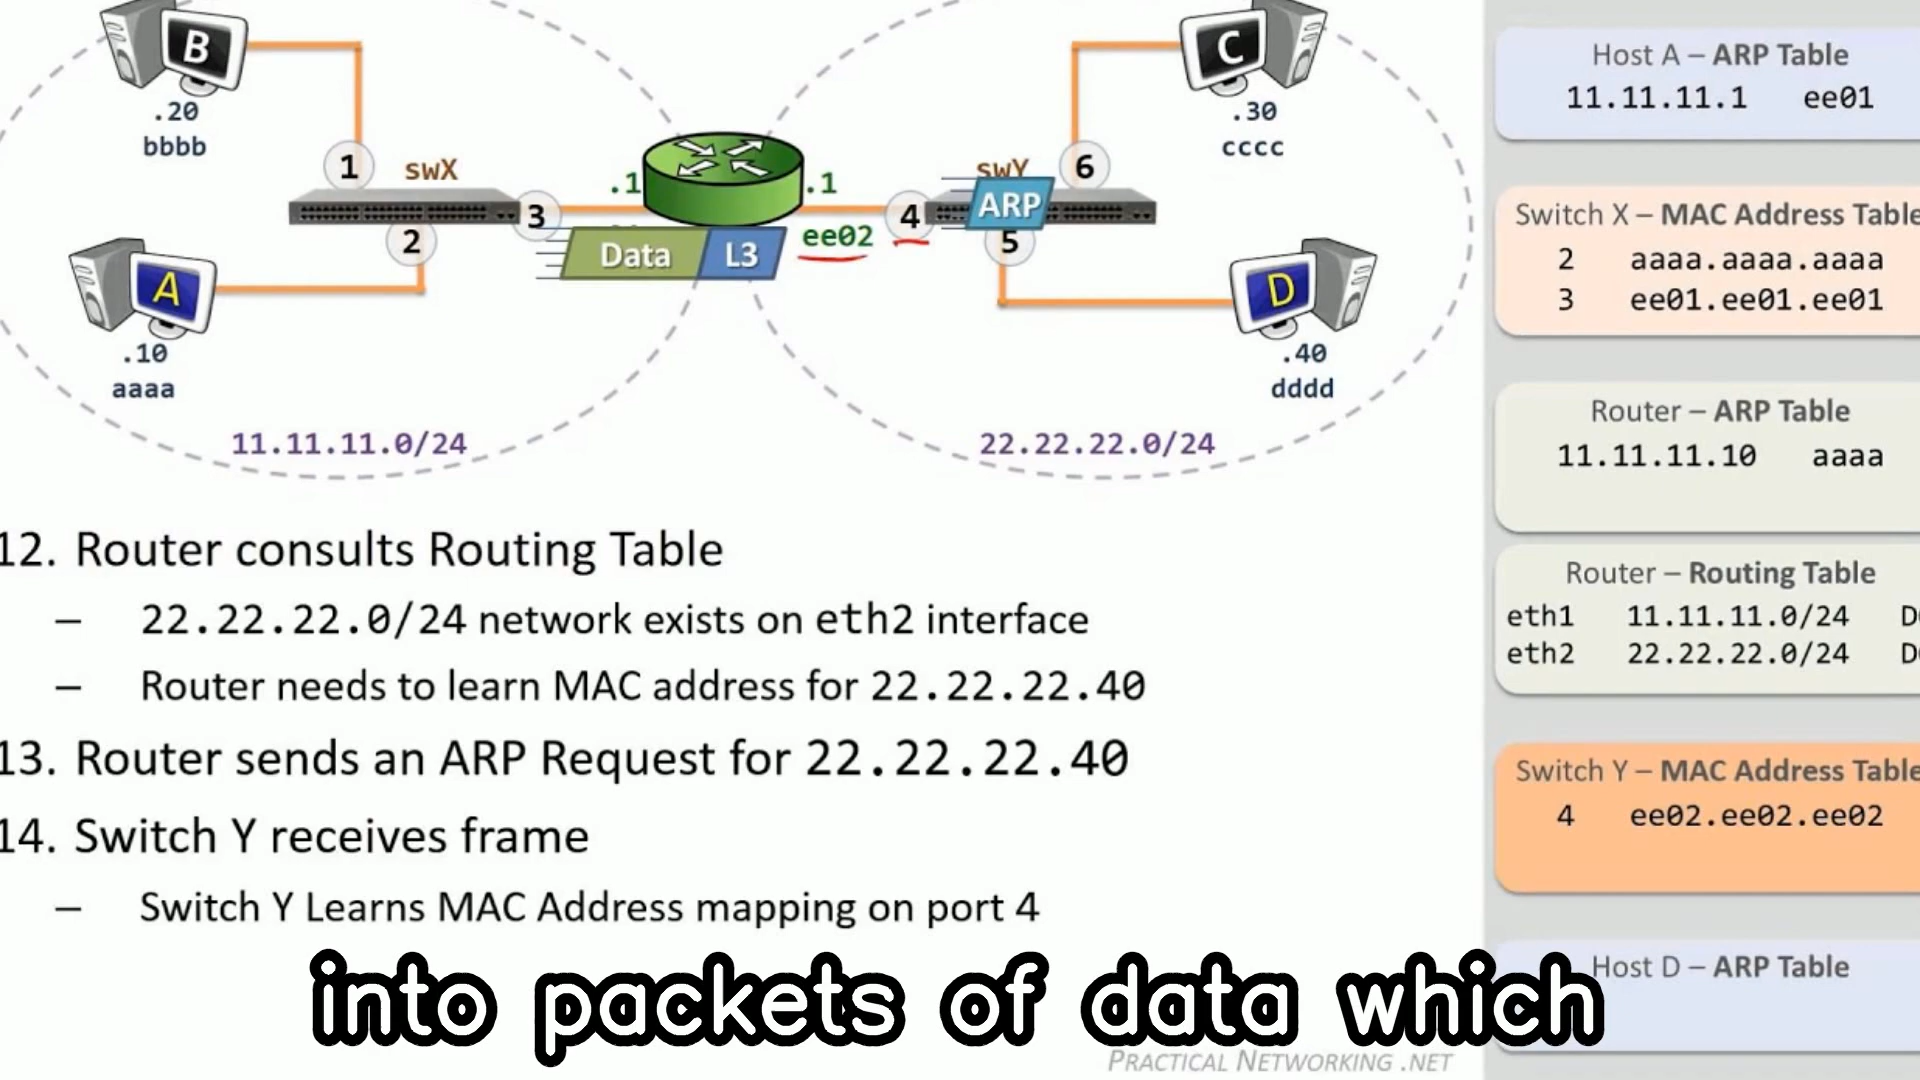 B
.20
bbbb
1
swX
3
2
A
.10
aaaa
11.11.11.0/24
.1
.1
Data L3
ee02
4
swY
ARP
5
6
C
.30
cccc
D
.40
dddd
22.22.22.0/24
12. Router consults Routing Table
– 22.22.22.0/24 network exists on eth2 interface
– Router needs to learn MAC address for 22.22.22.40
13. Router sends an ARP Request for 22.22.22.40
14. Switch Y receives frame
– Switch Y Learns MAC Address mapping on port 4
into packets of data which
PRACTICAL NETWORKING .NET
Host A – ARP Table
11.11.11.1 ee01
Switch X – MAC Address Table
2 aaaa.aaaa.aaaa
3 ee01.ee01.ee01
Router – ARP Table
11.11.11.10 aaaa
Router – Routing Table
eth1 11.11.11.0/24 D
eth2 22.22.22.0/24 D
Switch Y – MAC Address Table
4 ee02.ee02.ee02
Host D – ARP Table